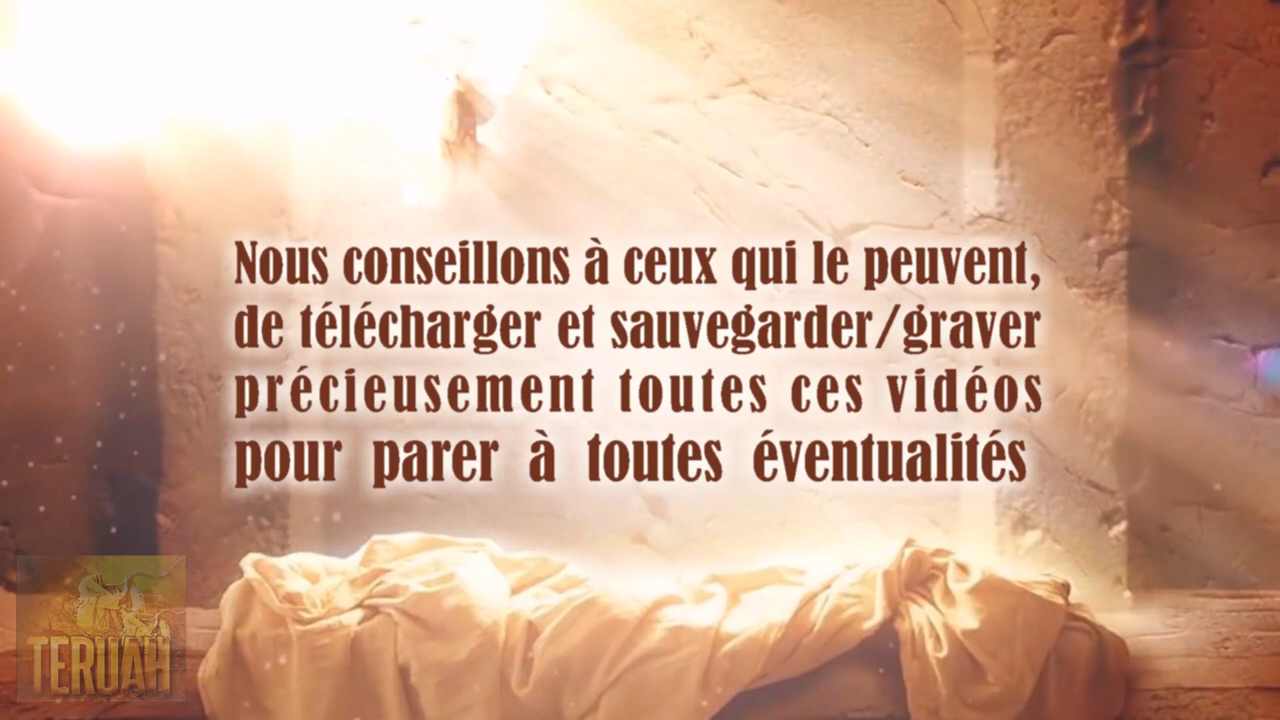 Nous conseillons à ceux qui le peuvent,
de télécharger et sauvegarder/graver
précieusement toutes ces vidéos
pour parer à toutes éventualités
TERUAH